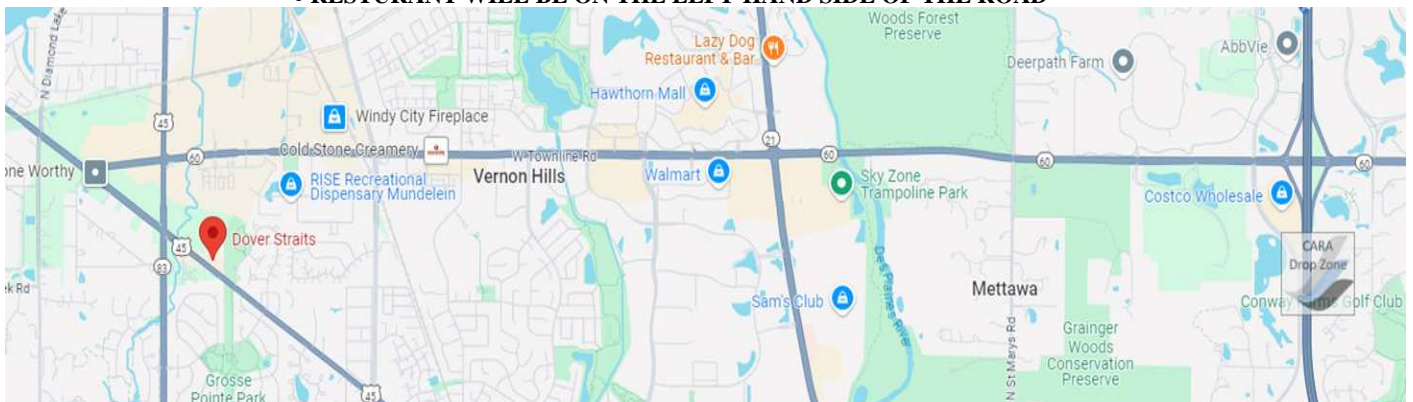 • RESTURANT WILL BE ON THE LEFT HAND SIDE OF THE ROAD
N Diamond Lake
45
Windy City Fireplace
60
Cold Stone Creamery
one Worthy
RISE Recreational
Dispensary Mundelein
45
Dover Straits
83
ek Rd
Grosse
Pointe Park
45
W Townline Rd
Vernon Hills
Lazy Dog
Restaurant & Bar
Hawthorn Mall
21
Walmart
60
Sky Zone
Trampoline Park
Sam's Club
Des Plaines River
Woods Forest
Preserve
Deerpath Farm
60
Mettawa
N St Marys Rd
Grainger
Woods
Conservation
Preserve
AbbVie
60
Costco Wholesale
CARA
Drop Zone
Conway Farms Golf Club